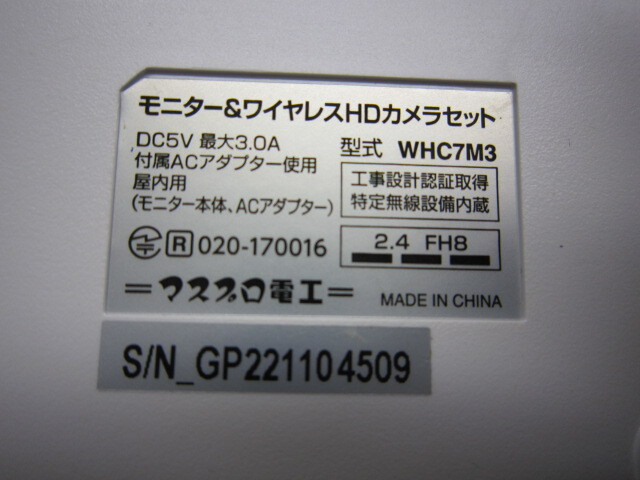 モニター&ワイヤレスHDカメラセット
DC5V 最大3.0A
付属ACアダプター使用
屋内用
(モニター本体、ACアダプター)
型式 WHC7M3
工事設計認証取得
特定無線設備内蔵
R 020-170016
2.4 FH8
=マスプロ電工=
MADE IN CHINA
S/N_GP221104509